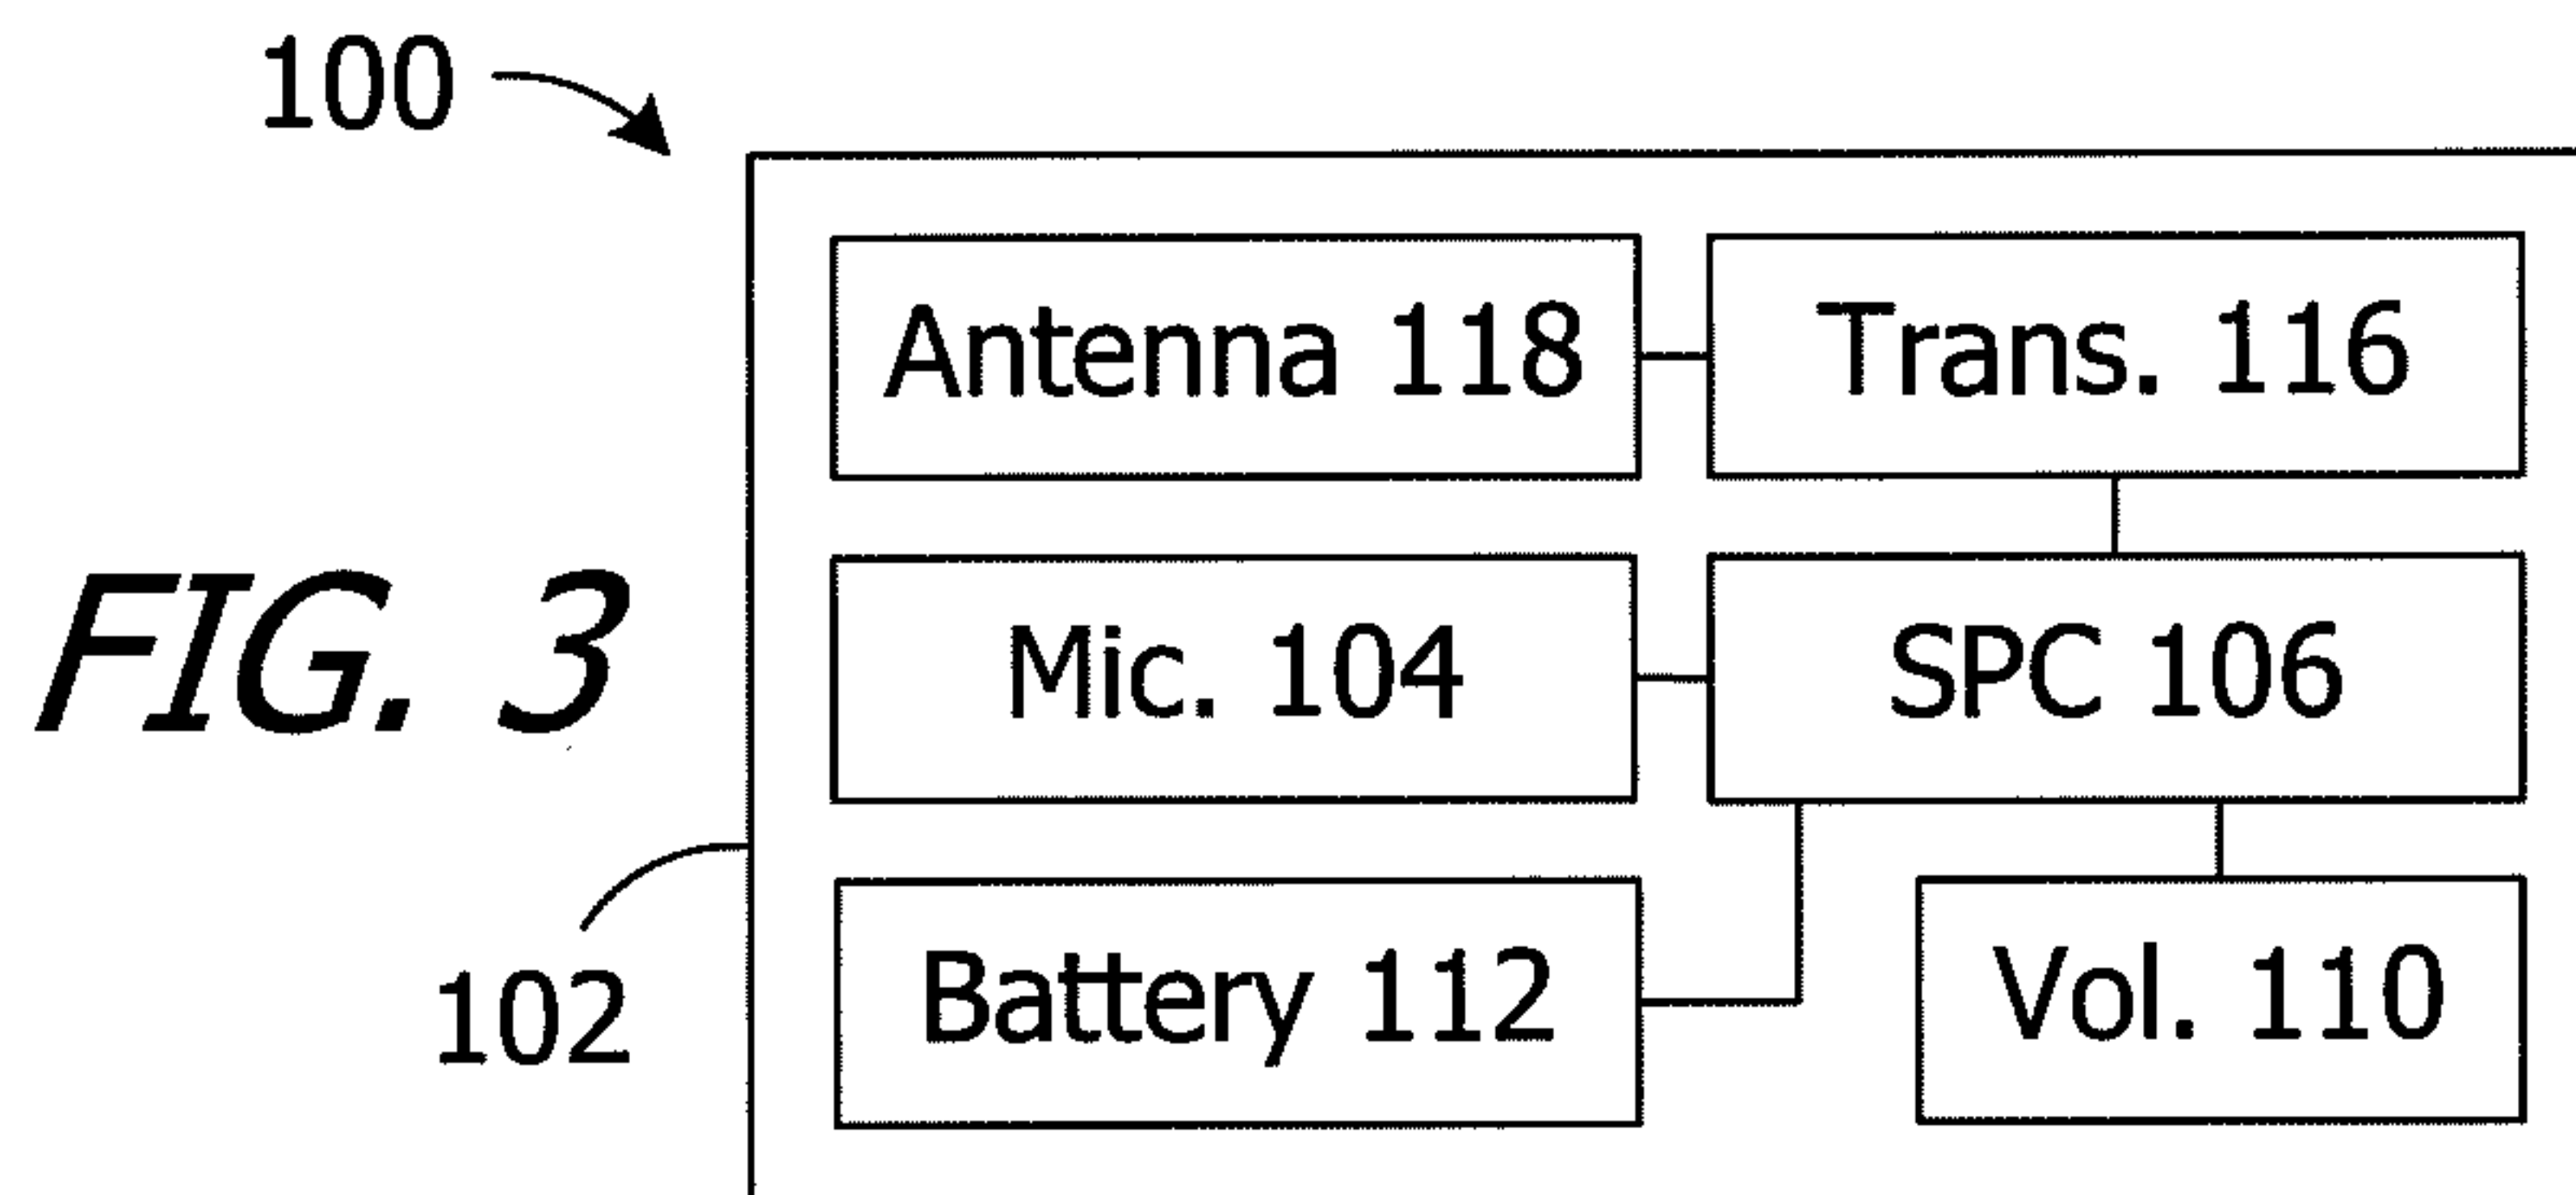 100
Antenna 118
Trans. 116
FIG. 3
Mic. 104
SPC 106
102
Battery 112
Vol. 110